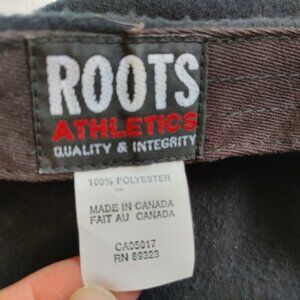 ROOTS
ATHLETICS
QUALITY & INTEGRITY
100% POLYESTER
MADE IN CANADA
FAIT AU CANADA
CA05017
RN 89323